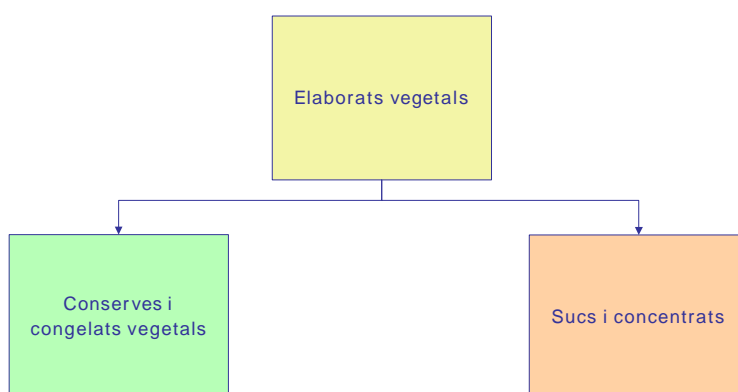 Elaborats vegetals
Conserves i
congelats vegetals
Sucs i concentrats